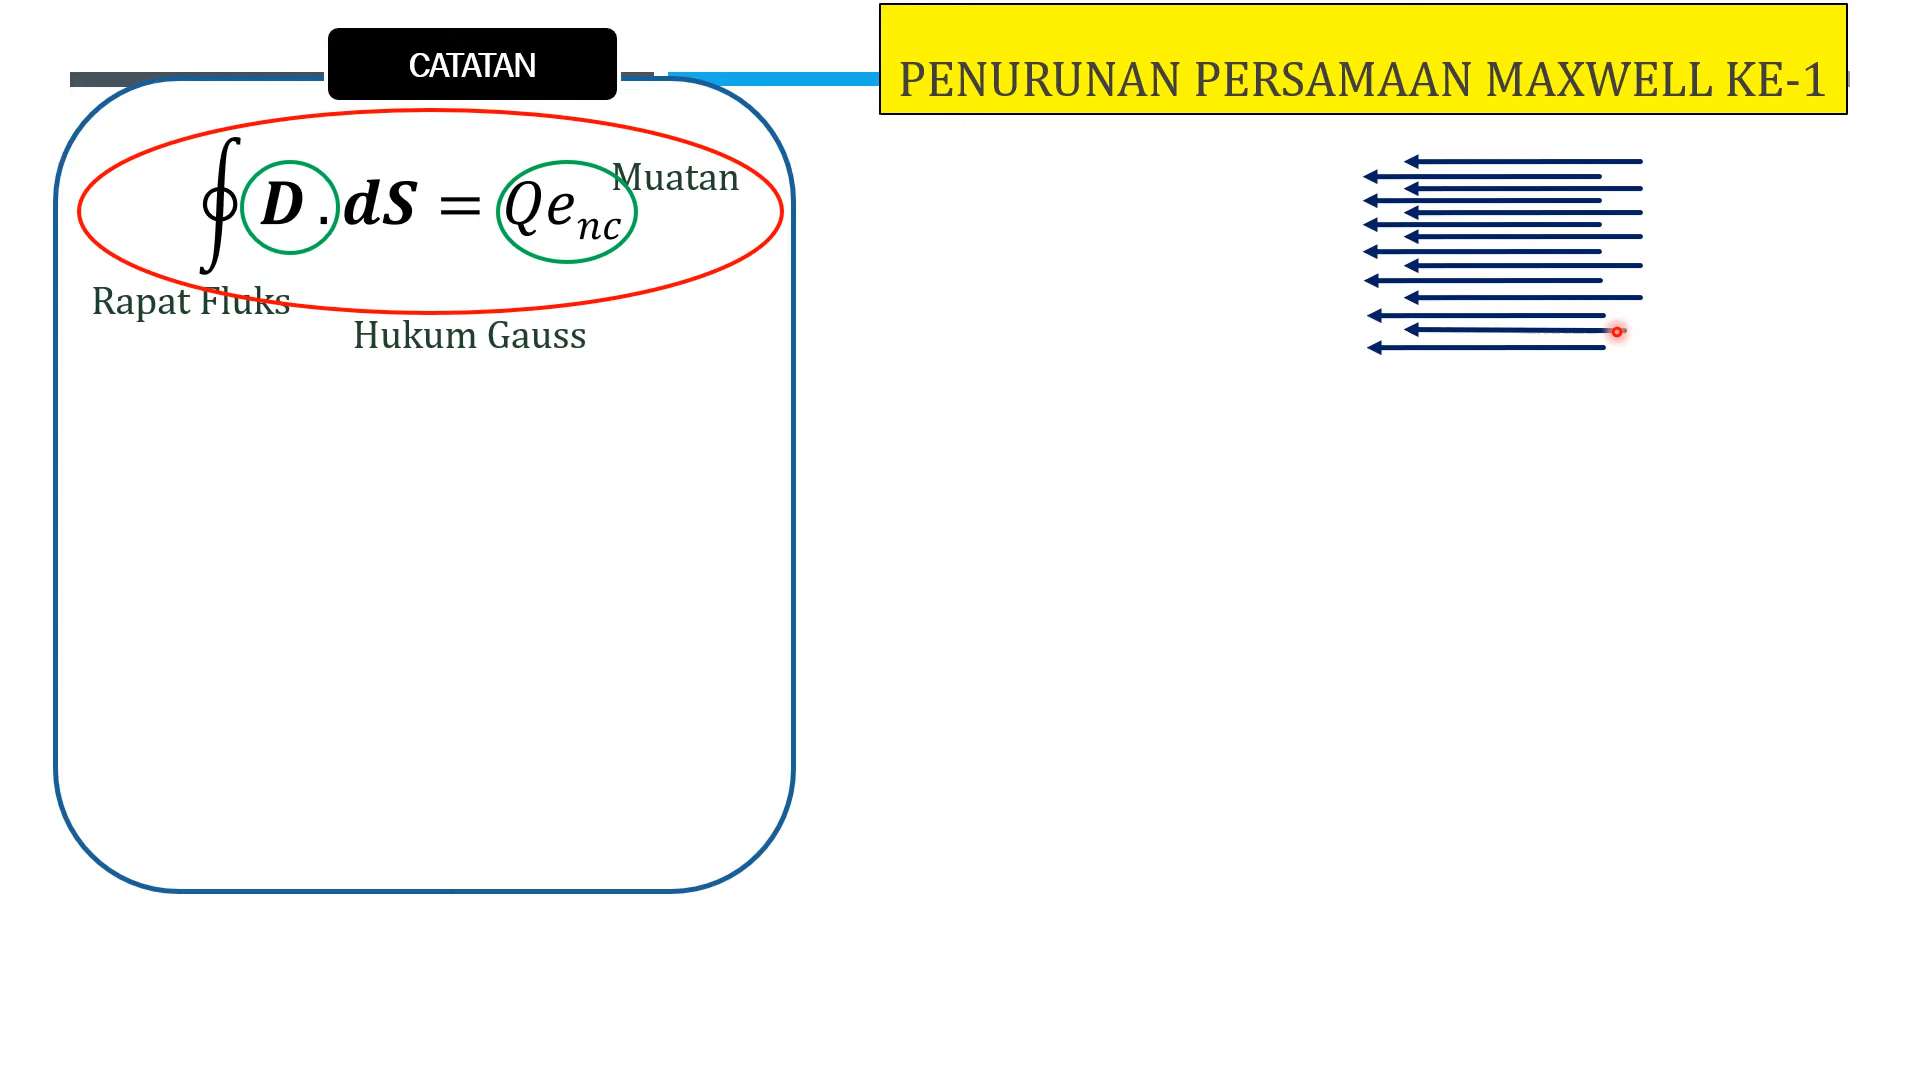 CATATAN
PENURUNAN PERSAMAAN MAXWELL KE-1
∮ D . dS = Qe_nc
Muatan
Rapat Fluks
Hukum Gauss